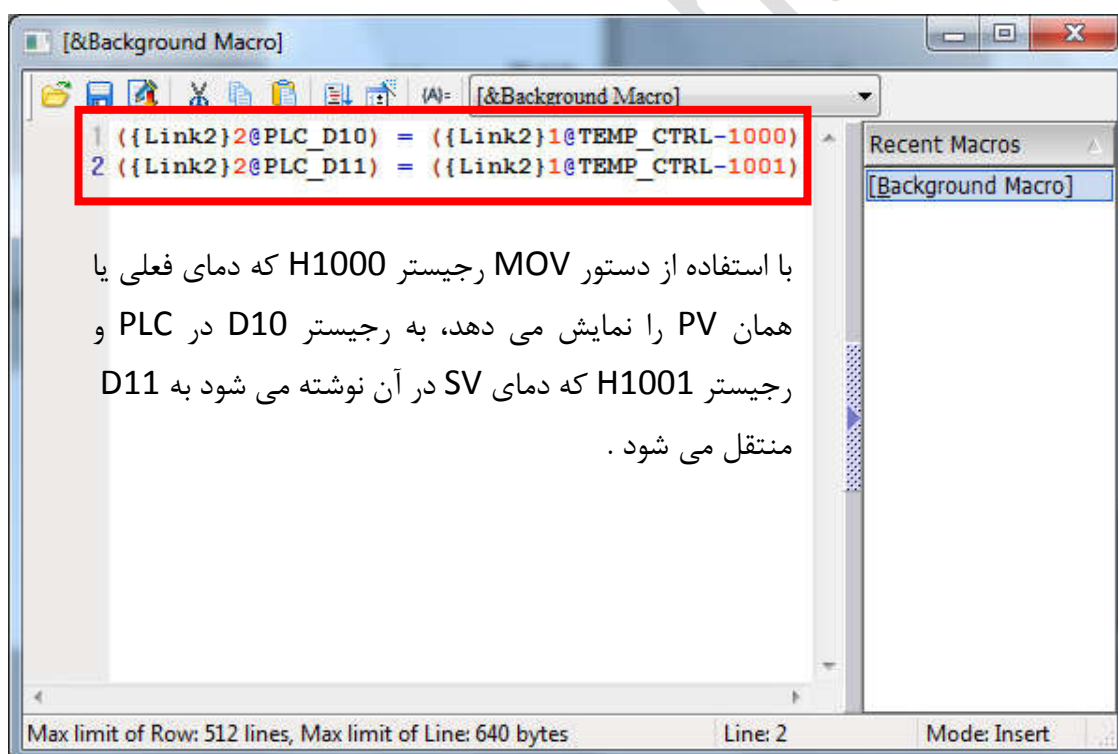 [&Background Macro]
(A)= [&Background Macro]
1 ({Link2}2@PLC_D10) = ({Link2}1@TEMP_CTRL-1000)
2 ({Link2}2@PLC_D11) = ({Link2}1@TEMP_CTRL-1001)
Recent Macros
[Background Macro]
با استفاده از دستور MOV رجیستر H1000 که دمای فعلی یا
همان PV را نمایش می دهد، به رجیستر D10 در PLC و
رجیستر H1001 که دمای SV در آن نوشته می شود به D11
منتقل می شود .
Max limit of Row: 512 lines, Max limit of Line: 640 bytes Line: 2 Mode: Insert